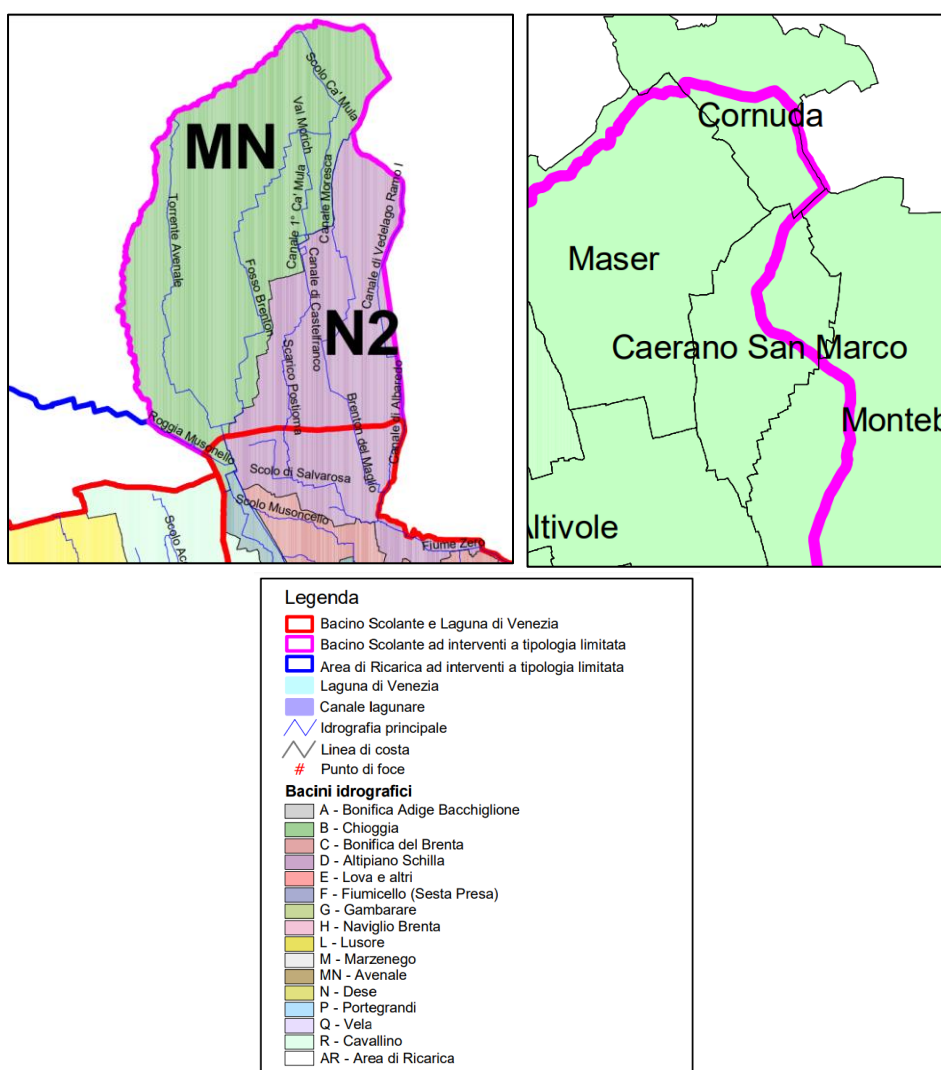 Scolo Ca' Mula
Val Morich
MN
Canale Moresca
Canale 1° Ca' Mula
Torrente Avenale
Canale di Vedelago Ramo I
Fosso Brenton
Canale di Castelfranco
N2
Scarico Postioma
Brenton del Maglio
Canale di Albaredo
Roggia Musonello
Scolo di Salvarosa
Scolo Musoncello
Scolo Acq
Fiume Zero
Cornuda
Maser
Caerano San Marco
Monteb
Altivole
Legenda
Bacino Scolante e Laguna di Venezia
Bacino Scolante ad interventi a tipologia limitata
Area di Ricarica ad interventi a tipologia limitata
Laguna di Venezia
Canale lagunare
Idrografia principale
Linea di costa
# Punto di foce
Bacini idrografici
A - Bonifica Adige Bacchiglione
B - Chioggia
C - Bonifica del Brenta
D - Altipiano Schilla
E - Lova e altri
F - Fiumicello (Sesta Presa)
G - Gambarare
H - Naviglio Brenta
L - Lusore
M - Marzenego
MN - Avenale
N - Dese
P - Portegrandi
Q - Vela
R - Cavallino
AR - Area di Ricarica